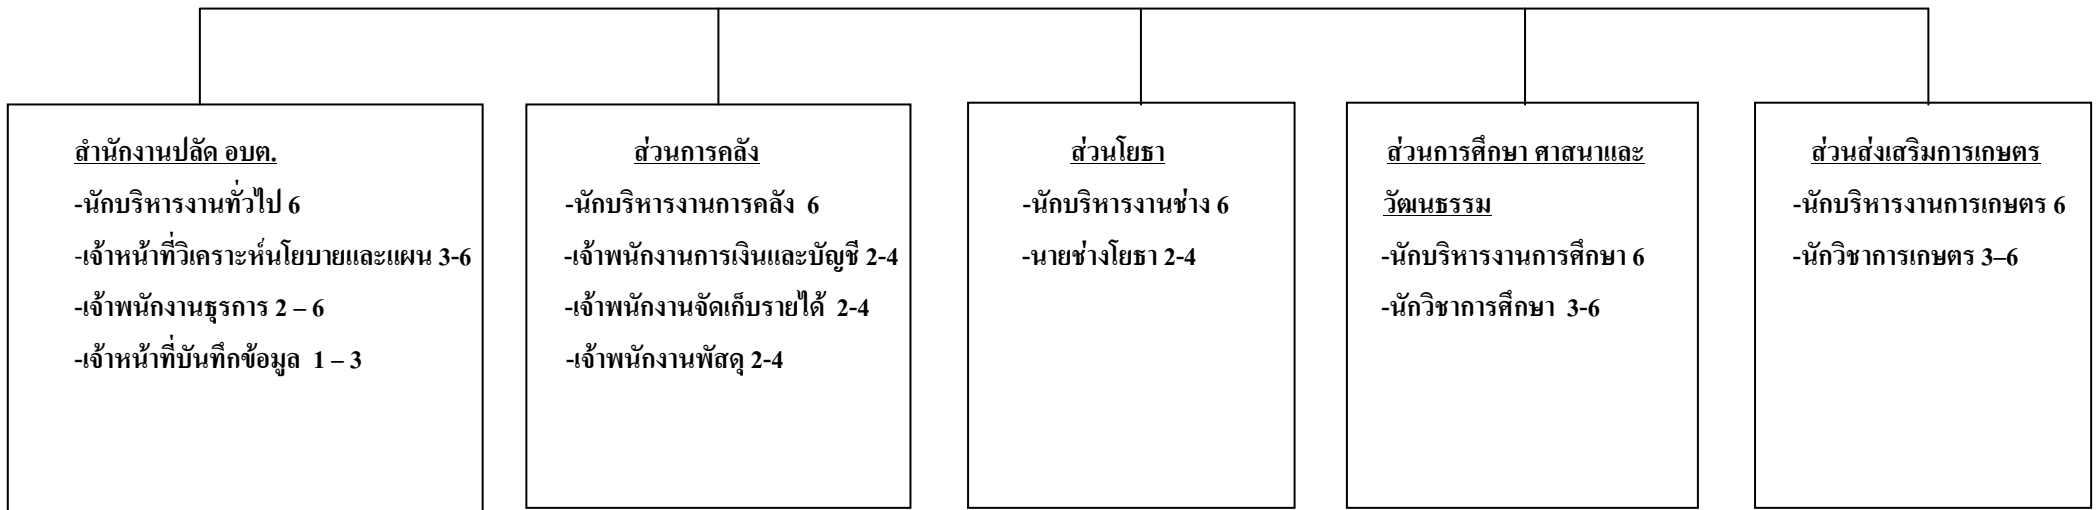 สำนักงานปลัด อบต.
-นักบริหารงานทั่วไป 6
-เจ้าหน้าที่วิเคราะห์นโยบายและแผน 3-6
-เจ้าพนักงานธุรการ 2 – 6
-เจ้าหน้าที่บันทึกข้อมูล 1 – 3
ส่วนการคลัง
-นักบริหารงานการคลัง 6
-เจ้าพนักงานการเงินและบัญชี 2-4
-เจ้าพนักงานจัดเก็บรายได้ 2-4
-เจ้าพนักงานพัสดุ 2-4
ส่วนโยธา
-นักบริหารงานช่าง 6
-นายช่างโยธา 2-4
ส่วนการศึกษา ศาสนาและ
วัฒนธรรม
-นักบริหารงานการศึกษา 6
-นักวิชาการศึกษา 3-6
ส่วนส่งเสริมการเกษตร
-นักบริหารงานการเกษตร 6
-นักวิชาการเกษตร 3–6